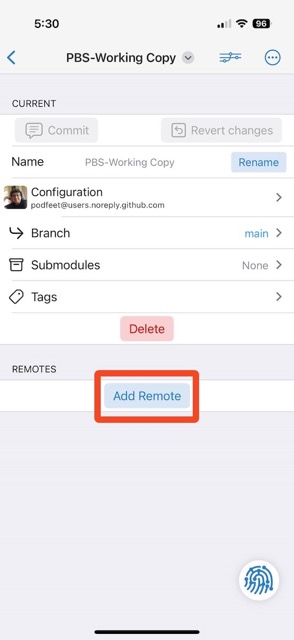 5:30
96
PBS-Working Copy
CURRENT
Commit
Revert changes
Name
PBS-Working Copy
Rename
Configuration
podfeet@users.noreply.github.com
Branch
main
Submodules
None
Tags
Delete
REMOTES
Add Remote